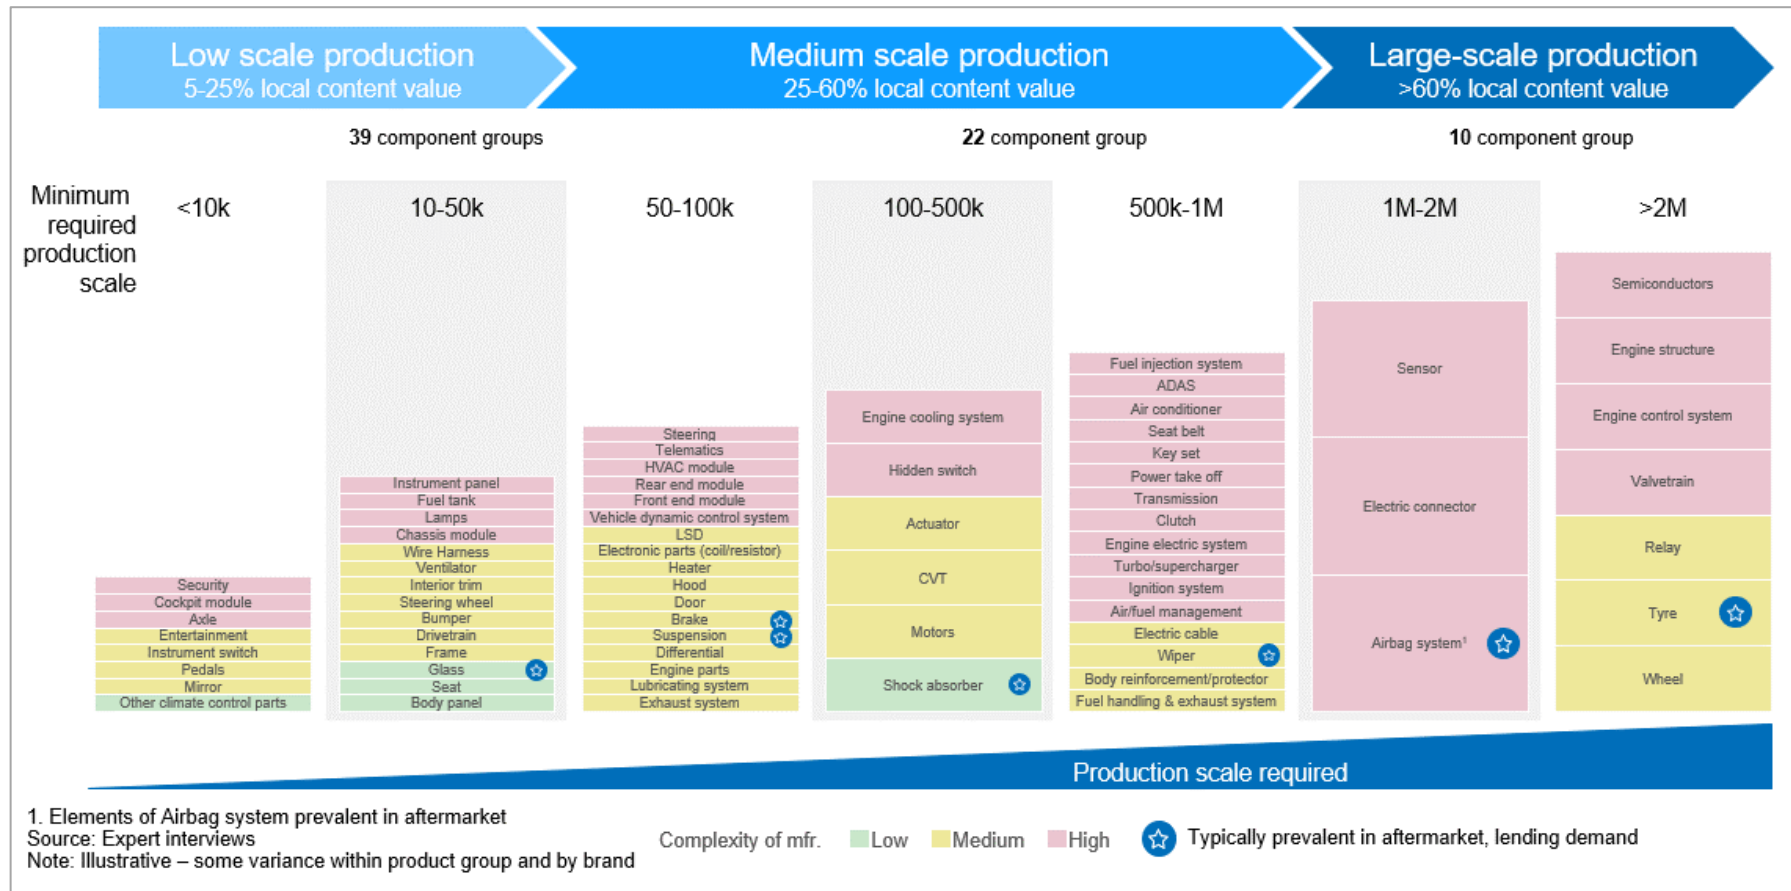 Low scale production
5-25% local content value
Medium scale production
25-60% local content value
Large-scale production
>60% local content value
39 component groups
22 component group
10 component group
Minimum
required
production
scale
<10k
10-50k
50-100k
100-500k
500k-1M
1M-2M
>2M
Security
Cockpit module
Axle
Entertainment
Instrument switch
Pedals
Mirror
Other climate control parts
Instrument panel
Fuel tank
Lamps
Chassis module
Wire Harness
Ventilator
Interior trim
Steering wheel
Bumper
Drivetrain
Frame
Glass
Seat
Body panel
Steering
Telematics
HVAC module
Rear end module
Front end module
Vehicle dynamic control system
LSD
Electronic parts (coil/resistor)
Heater
Hood
Door
Brake
Suspension
Differential
Engine parts
Lubricating system
Exhaust system
Engine cooling system
Hidden switch
Actuator
CVT
Motors
Shock absorber
Fuel injection system
ADAS
Air conditioner
Seat belt
Key set
Power take off
Transmission
Clutch
Engine electric system
Turbo/supercharger
Ignition system
Air/fuel management
Electric cable
Wiper
Body reinforcement/protector
Fuel handling & exhaust system
Sensor
Electric connector
Airbag system¹
Semiconductors
Engine structure
Engine control system
Valvetrain
Relay
Tyre
Wheel
Production scale required
1. Elements of Airbag system prevalent in aftermarket
Source: Expert interviews
Note: Illustrative – some variance within product group and by brand
Complexity of mfr.
Low
Medium
High
Typically prevalent in aftermarket, lending demand